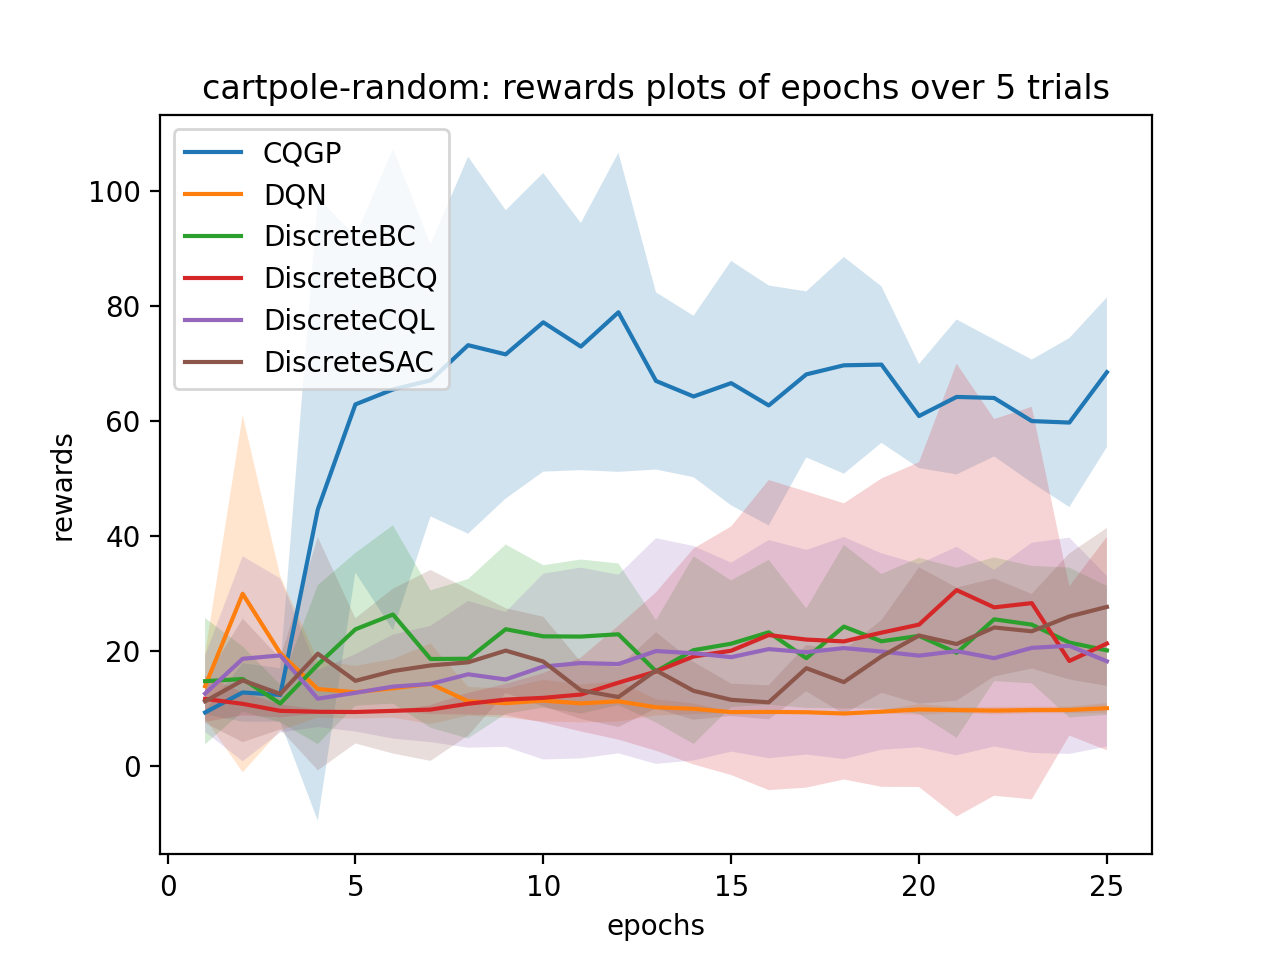 cartpole-random: rewards plots of epochs over 5 trials
CQGP
DQN
DiscreteBC
DiscreteBCQ
DiscreteCQL
DiscreteSAC
100
80
60
40
20
0
rewards
0 5 10 15 20 25
epochs